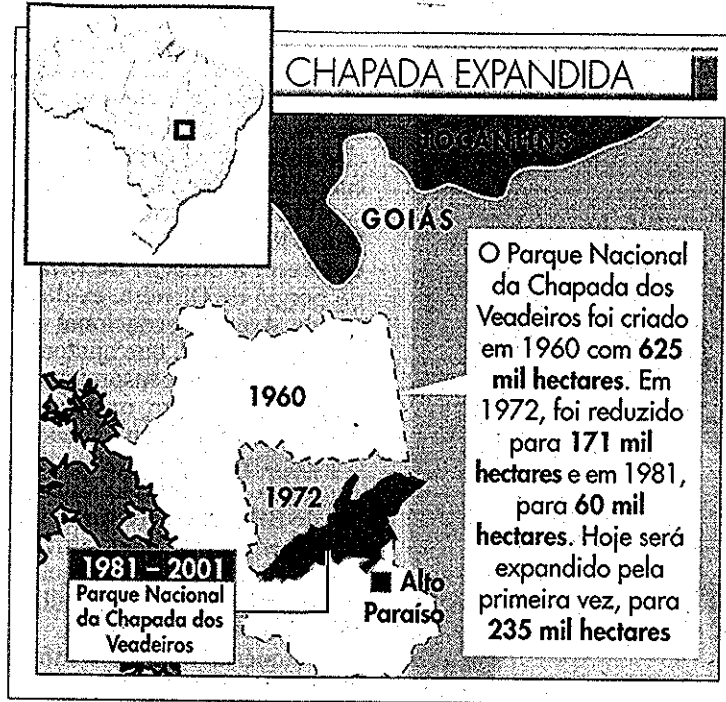 CHAPADA EXPANDIDA
TOCANTINS
GOIÁS
O Parque Nacional
da Chapada dos
Veadeiros foi criado
em 1960 com 625
mil hectares. Em
1972, foi reduzido
para 171 mil
hectares e em 1981,
para 60 mil
hectares. Hoje será
expandido pela
primeira vez, para
235 mil hectares
1960
1972
1981 – 2001
Parque Nacional
da Chapada dos
Veadeiros
Alto
Paraíso